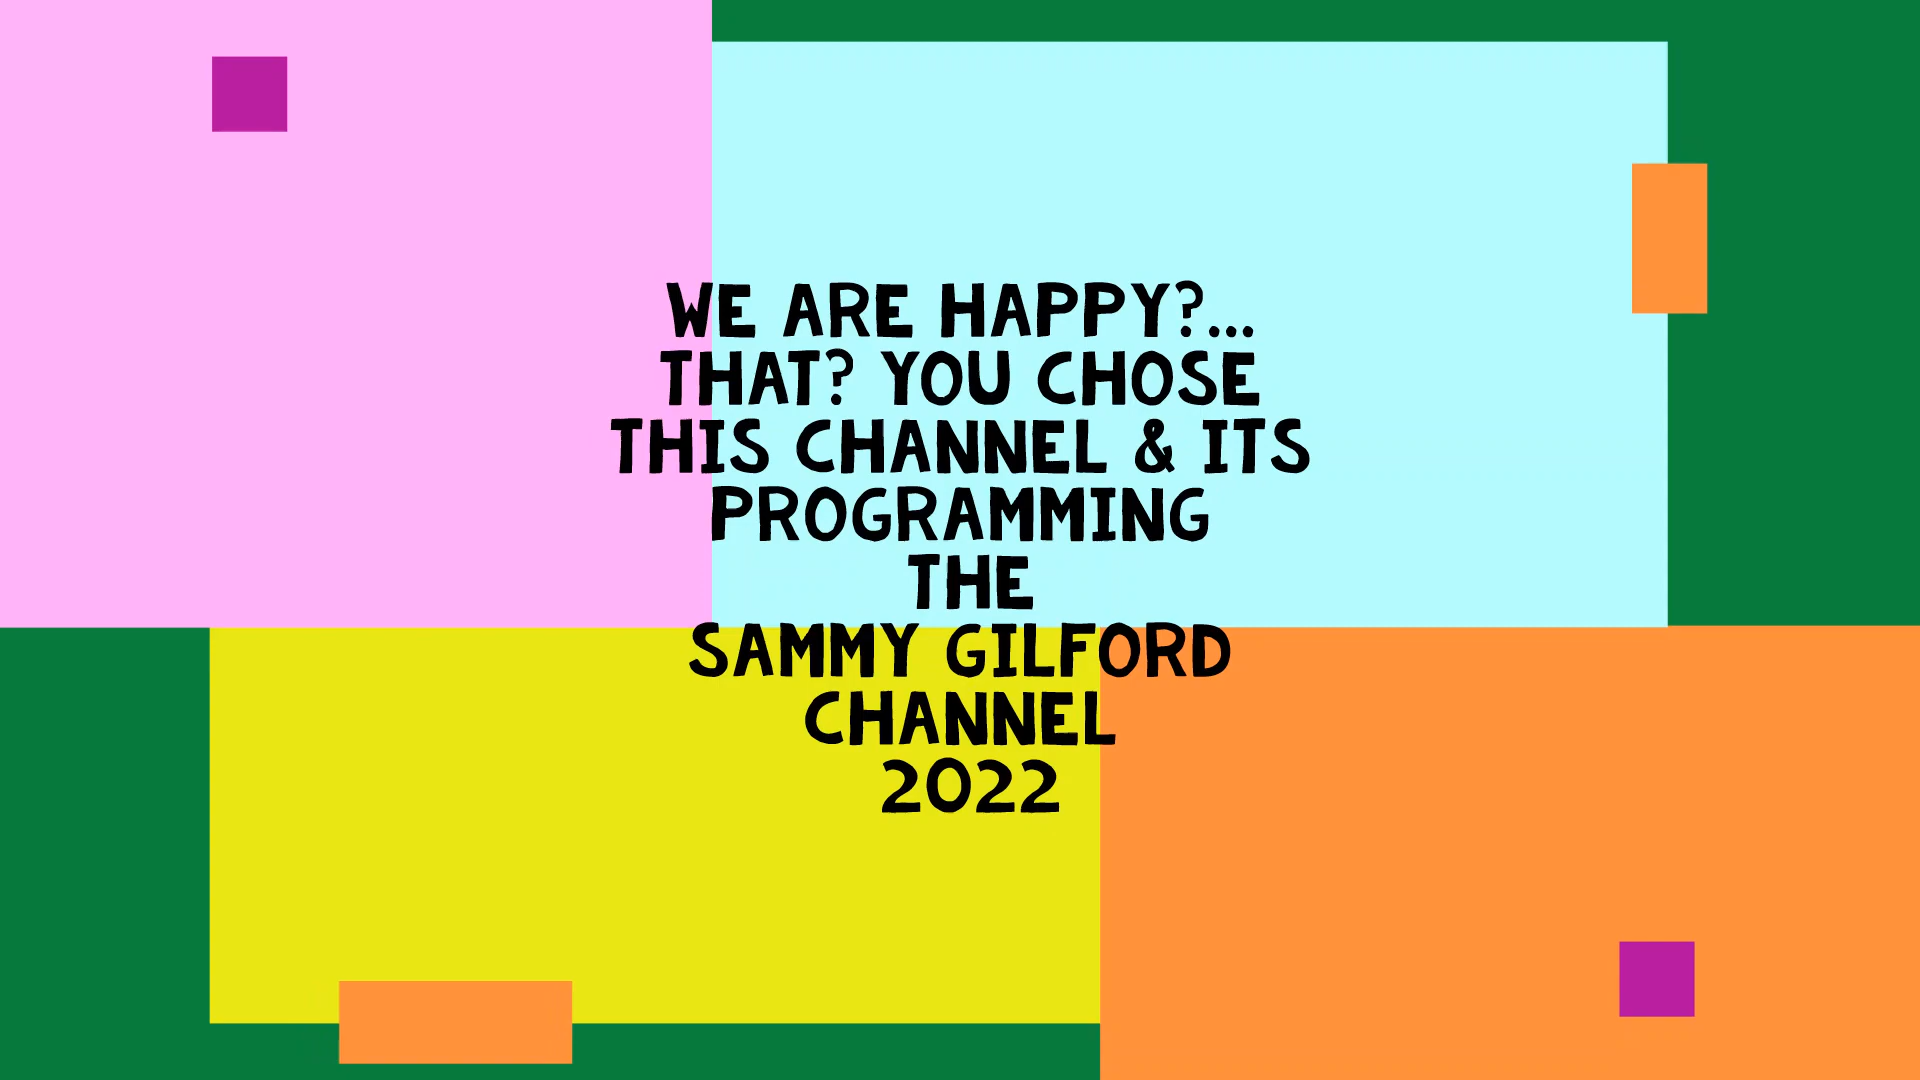 WE ARE HAPPY?...
THAT? YOU CHOSE
THIS CHANNEL & ITS
PROGRAMMING
THE
SAMMY GILFORD
CHANNEL
2022